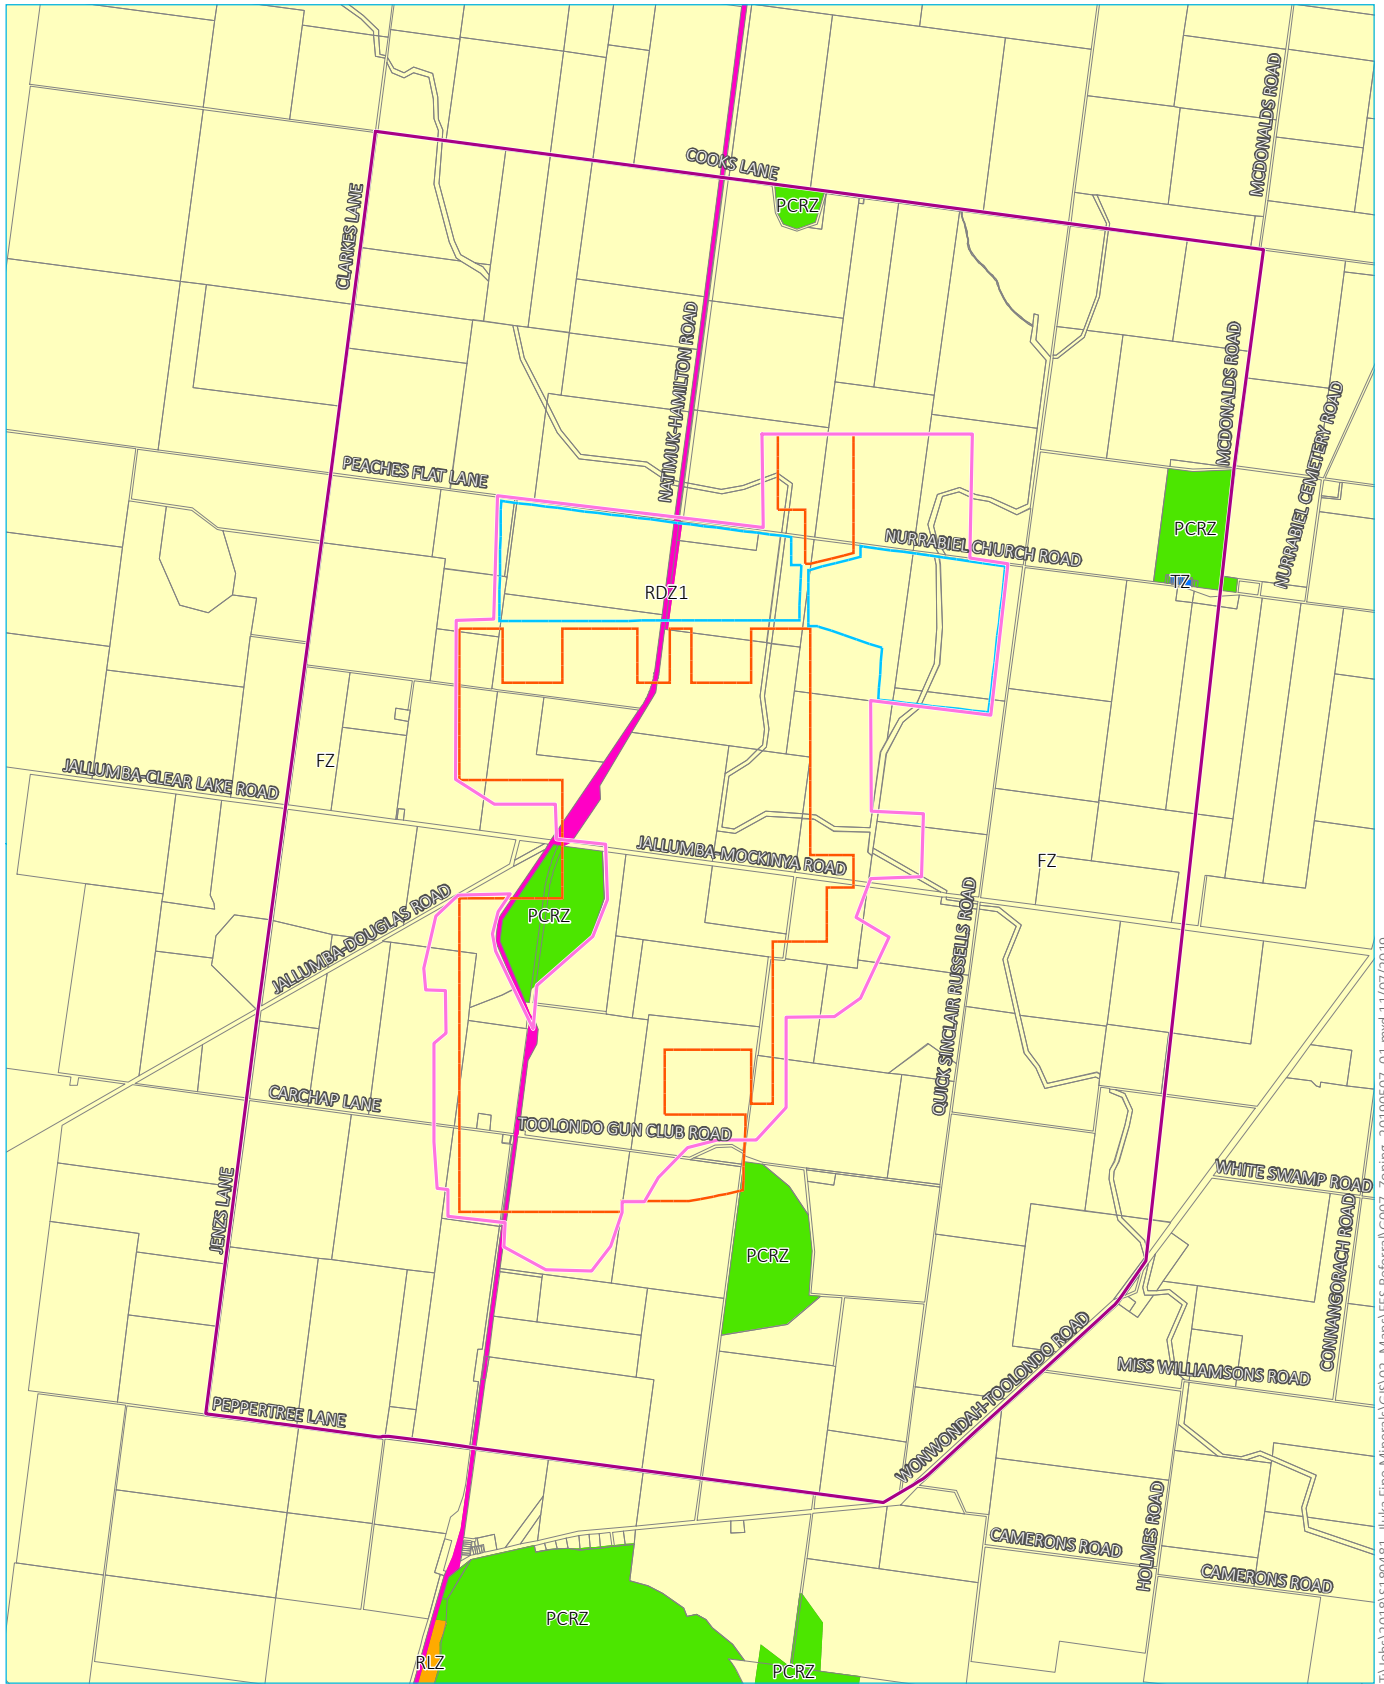 MCDONALDS ROAD
COOKS LANE
PCRZ
CLARKES LANE
NATIMUK-HAMILTON ROAD
MCDONALDS ROAD
NURRABIEL CEMETERY ROAD
PEACHES FLAT LANE
PCRZ
NURRABIEL CHURCH ROAD
TZ
RDZ1
FZ
JALLUMBA-CLEAR LAKE ROAD
JALLUMBA-MOCKINYA ROAD
FZ
JALLUMBA-DOUGLAS ROAD
PCRZ
QUICK SINCLAIR RUSSELLS ROAD
CARCHAP LANE
TOOLONDO GUN CLUB ROAD
WHITE SWAMP ROAD
JENZS LANE
PCRZ
CONNANGORACH ROAD
WONWONDAH-TOOLONDO ROAD
MISS WILLIAMSONS ROAD
PEPPERTREE LANE
HOLMES ROAD
CAMERONS ROAD
CAMERONS ROAD
PCRZ
RLZ
PCRZ